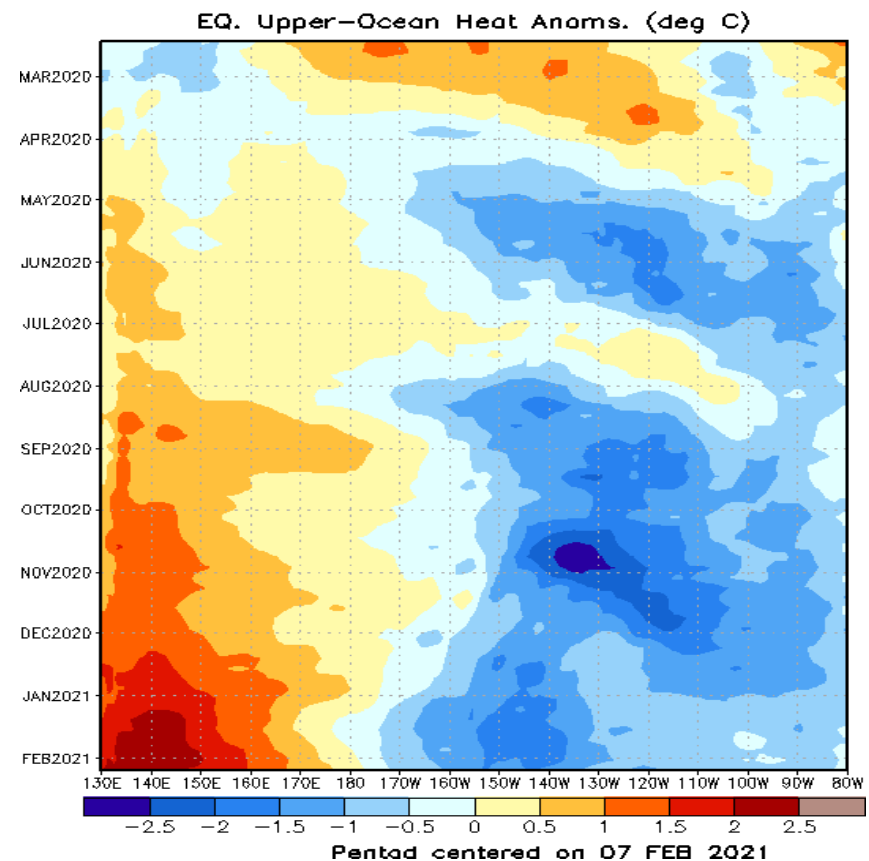 EQ. Upper-Ocean Heat Anoms. (deg C)
MAR2020
APR2020
MAY2020
JUN2020
JUL2020
AUG2020
SEP2020
OCT2020
NOV2020
DEC2020
JAN2021
FEB2021
130E 140E 150E 160E 170E 180 170W 160W 150W 140W 130W 120W 110W 100W 90W 80W
-2.5 -2 -1.5 -1 -0.5 0 0.5 1 1.5 2 2.5
Pentad centered on 07 FEB 2021